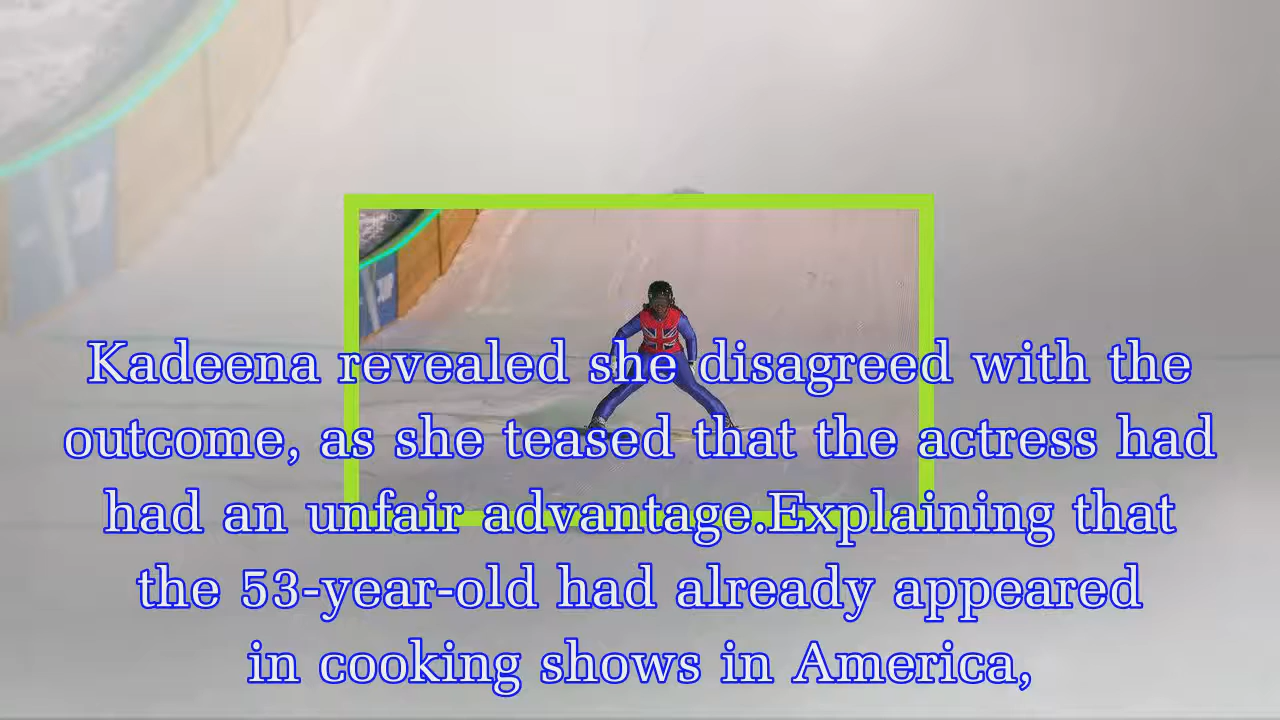 Kadeena revealed she disagreed with the
outcome, as she teased that the actress had
had an unfair advantage.Explaining that
the 53-year-old had already appeared
in cooking shows in America,